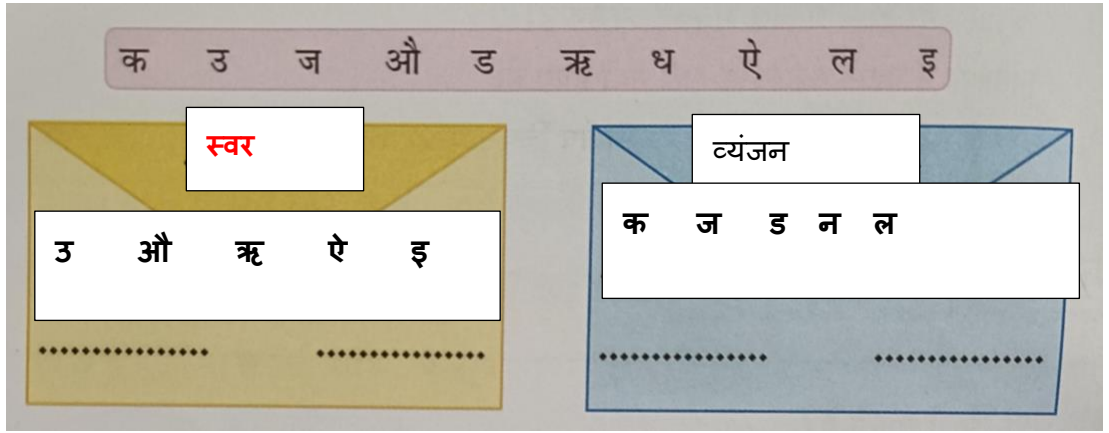 क उ ज औ ड ऋ ध ऐ ल इ
स्वर
उ औ ऋ ऐ इ
व्यंजन
क ज ड न ल